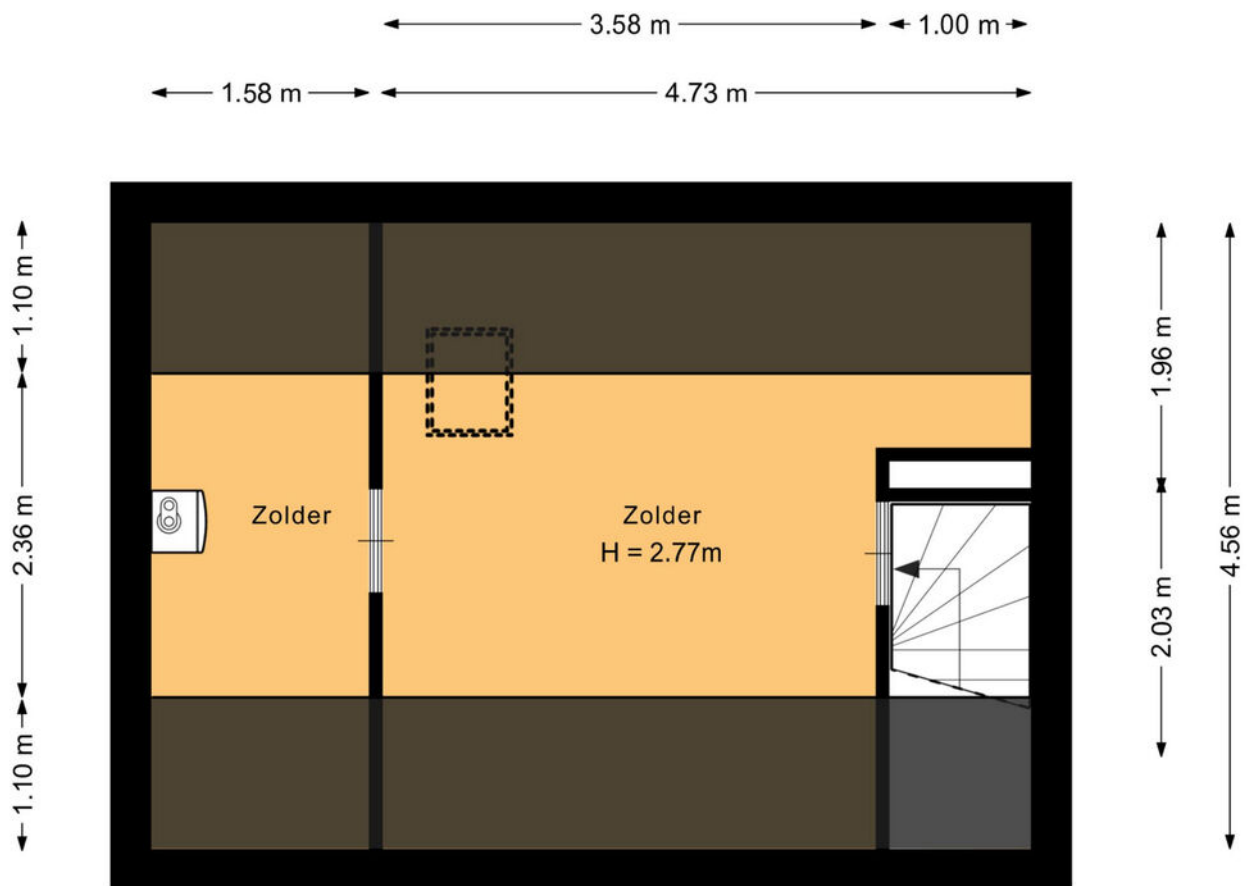 3.58 m
1.00 m
1.58 m
4.73 m
1.10 m
2.36 m
1.10 m
Zolder
Zolder
H = 2.77m
1.96 m
2.03 m
4.56 m